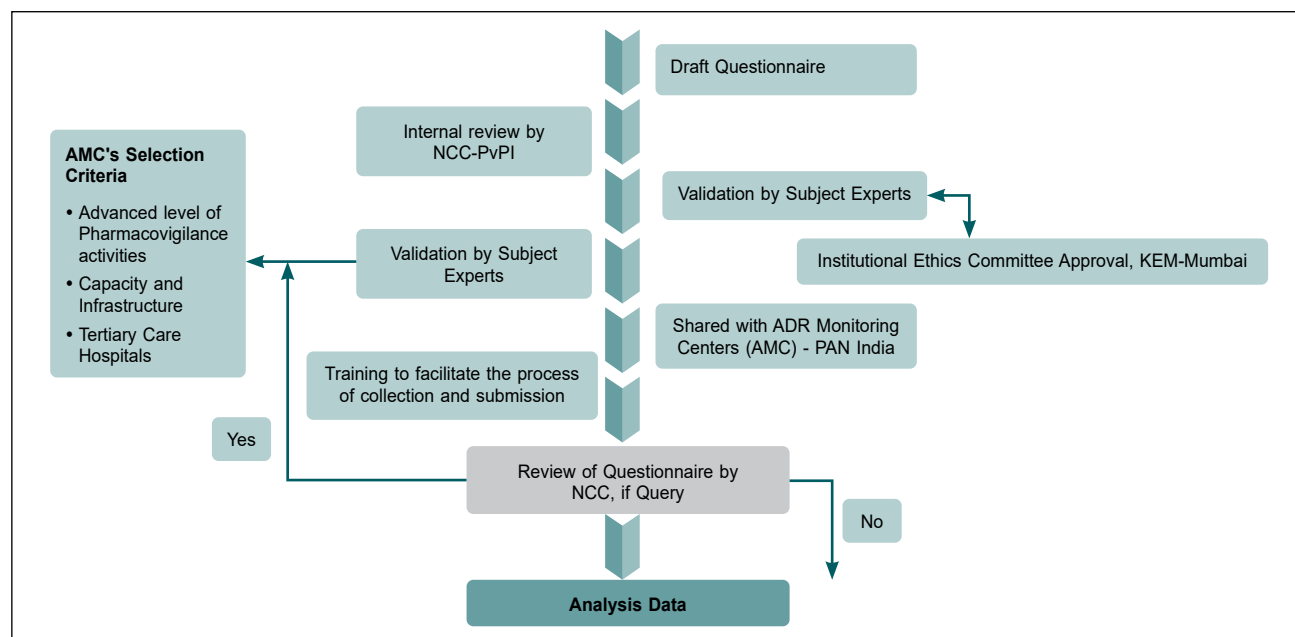 Draft Questionnaire
Internal review by
NCC-PvPI
AMC's Selection
Criteria
• Advanced level of
Pharmacovigilance
activities
• Capacity and
Infrastructure
• Tertiary Care
Hospitals
Validation by Subject Experts
Validation by Subject
Experts
Institutional Ethics Committee Approval, KEM-Mumbai
Shared with ADR Monitoring
Centers (AMC) - PAN India
Training to facilitate the process
of collection and submission
Yes
Review of Questionnaire by
NCC, if Query
No
Analysis Data